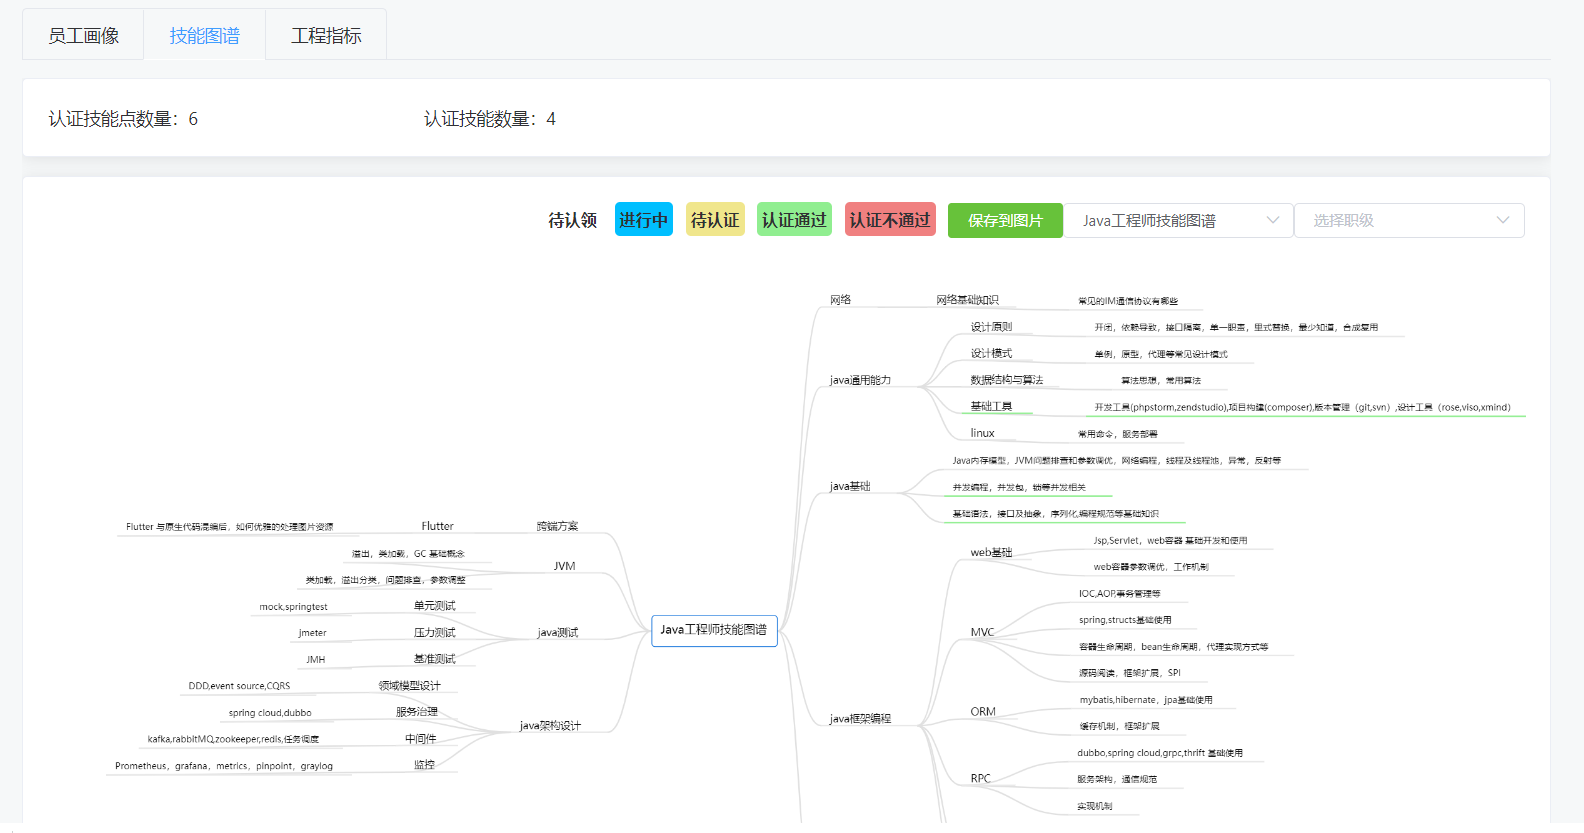 员工画像
技能图谱
工程指标
认证技能点数量：6
认证技能数量：4
待认领
进行中
待认证
认证通过
认证不通过
保存到图片
Java工程师技能图谱
选择职级
网络
网络基础知识
常见的IM通信协议有哪些
java通用能力
设计原则
开闭，依赖导致，接口隔离，单一职责，里式替换，最少知道，合成复用
设计模式
单例，原型，代理等常见设计模式
数据结构与算法
算法思想，常用算法
基础工具
开发工具(phpstorm,zendstudio),项目构建(composer),版本管理（git,svn）,设计工具（rose,viso,xmind）
linux
常用命令，服务部署
java基础
Java内存模型，JVM问题排查和参数调优，网络编程，线程及线程池，异常，反射等
并发编程，并发包，锁等并发相关
基础语法，接口及抽象，序列化,编程规范等基础知识
java框架编程
web基础
Jsp,Servlet，web容器 基础开发和使用
web容器参数调优、工作机制
MVC
IOC,AOP,事务管理等
spring,structs基础使用
容器生命周期，bean生命周期，代理实现方式等
源码阅读，框架扩展，SPI
ORM
mybatis,hibernate，jpa基础使用
缓存机制，框架扩展
RPC
dubbo,spring cloud,grpc,thrift 基础使用
服务架构，通信规范
实现机制
Java工程师技能图谱
跨端方案
Flutter
Flutter 与原生代码混编后，如何优雅的处理图片资源
JVM
溢出，类加载，GC 基础概念
类加载，溢出分类，问题排查，参数调整
java测试
单元测试
mock,springtest
压力测试
Jmeter
基准测试
JMH
java架构设计
领域模型设计
DDD,event source,CQRS
服务治理
spring cloud,dubbo
中间件
kafka,rabbitMQ,zookeeper,redis,任务调度
监控
Prometheus，grafana，metrics，pinpoint，graylog